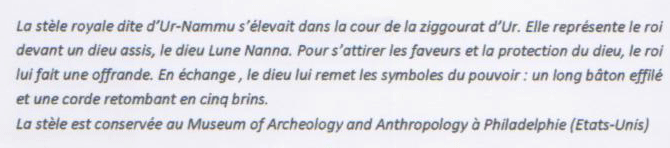 La stèle royale dite d’Ur-Nammu s’élevait dans la cour de la ziggourat d’Ur. Elle représente le roi
devant un dieu assis, le dieu Lune Nanna. Pour s’attirer les faveurs et la protection du dieu, le roi
lui fait une offrande. En échange , le dieu lui remet les symboles du pouvoir : un long bâton effilé
et une corde retombant en cinq brins.
La stèle est conservée au Museum of Archeology and Anthropology à Philadelphie (Etats-Unis)